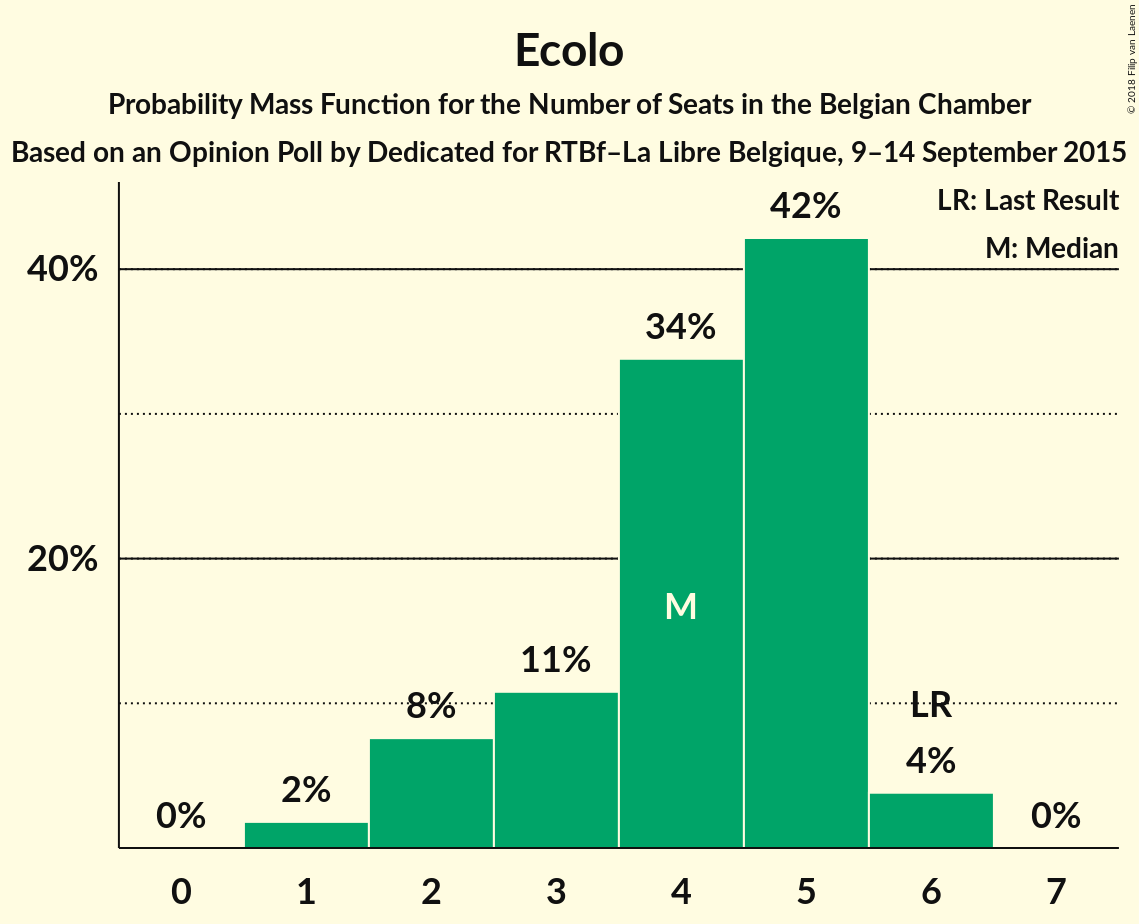 Ecolo
Probability Mass Function for the Number of Seats in the Belgian Chamber
Based on an Opinion Poll by Dedicated for RTBf–La Libre Belgique, 9–14 September 2015
© 2018 Filip van Laenen
LR: Last Result
M: Median
40%
20%
0%
2%
8%
11%
34%
42%
LR
4%
0%
M
0 1 2 3 4 5 6 7